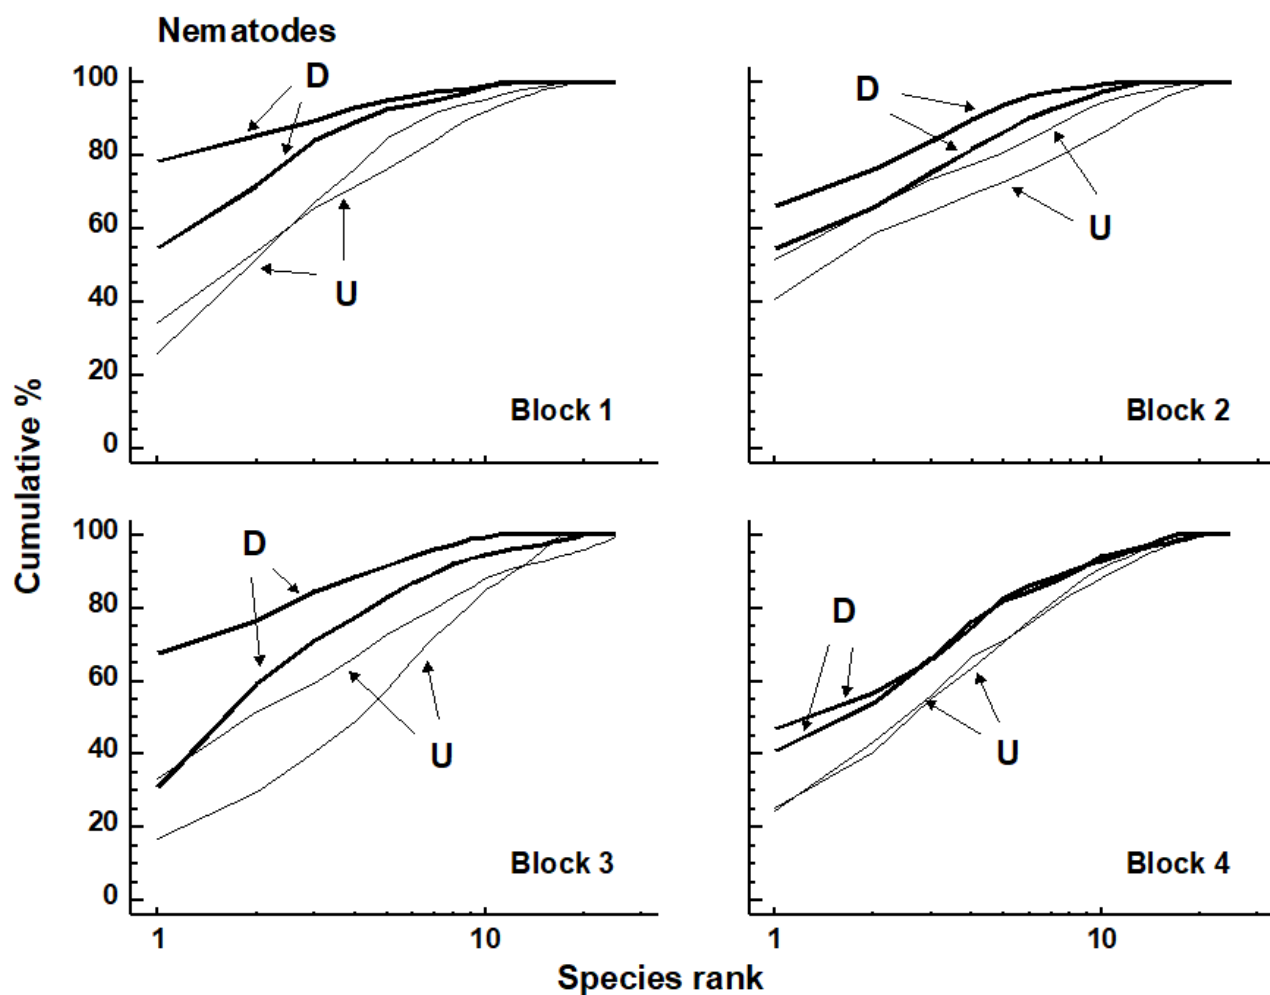 Nematodes
Cumulative %
100
80
60
40
20
0
D
U
Block 1
D
U
Block 2
100
80
60
40
20
0
D
U
Block 3
1
10
D
U
Block 4
1
10
Species rank